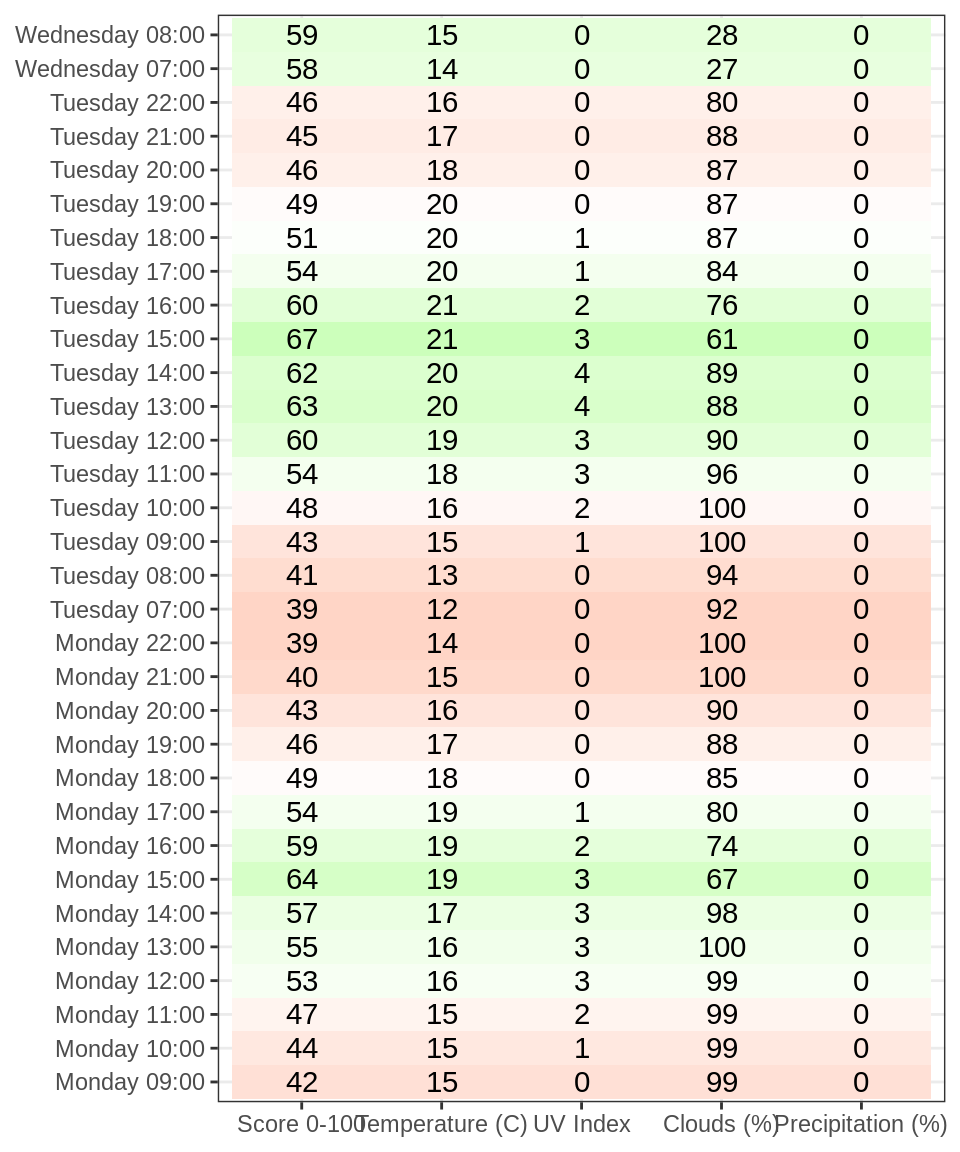 Wednesday 08:00 59 15 0 28 0
Wednesday 07:00 58 14 0 27 0
Tuesday 22:00 46 16 0 80 0
Tuesday 21:00 45 17 0 88 0
Tuesday 20:00 46 18 0 87 0
Tuesday 19:00 49 20 0 87 0
Tuesday 18:00 51 20 1 87 0
Tuesday 17:00 54 20 1 84 0
Tuesday 16:00 60 21 2 76 0
Tuesday 15:00 67 21 3 61 0
Tuesday 14:00 62 20 4 89 0
Tuesday 13:00 63 20 4 88 0
Tuesday 12:00 60 19 3 90 0
Tuesday 11:00 54 18 3 96 0
Tuesday 10:00 48 16 2 100 0
Tuesday 09:00 43 15 1 100 0
Tuesday 08:00 41 13 0 94 0
Tuesday 07:00 39 12 0 92 0
Monday 22:00 39 14 0 100 0
Monday 21:00 40 15 0 100 0
Monday 20:00 43 16 0 90 0
Monday 19:00 46 17 0 88 0
Monday 18:00 49 18 0 85 0
Monday 17:00 54 19 1 80 0
Monday 16:00 59 19 2 74 0
Monday 15:00 64 19 3 67 0
Monday 14:00 57 17 3 98 0
Monday 13:00 55 16 3 100 0
Monday 12:00 53 16 3 99 0
Monday 11:00 47 15 2 99 0
Monday 10:00 44 15 1 99 0
Monday 09:00 42 15 0 99 0
Score 0-100 Temperature (C) UV Index Clouds (%) Precipitation (%)